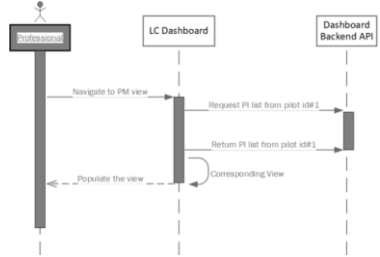 Professional
LC Dashboard
Dashboard
Backend API
Navigate to PM view
Request PI list from pilot id#1
Return PI list from pilot id#1
Corresponding View
Populate the view